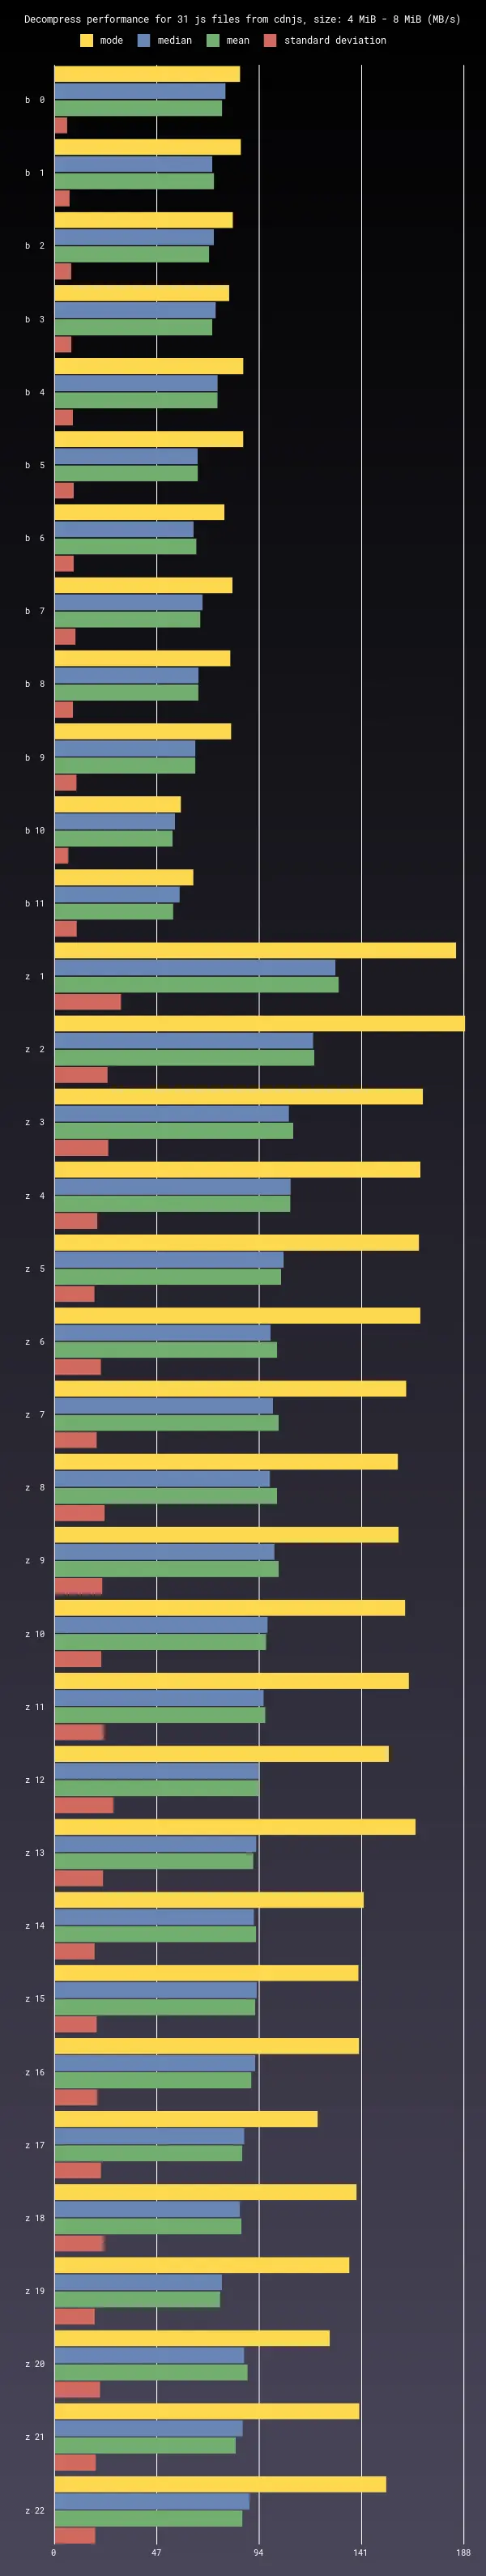 Decompress performance for 31 js files from cdnjs, size: 4 MiB - 8 MiB (MB/s)
mode median mean standard deviation
b 0
b 1
b 2
b 3
b 4
b 5
b 6
b 7
b 8
b 9
b 10
b 11
z 1
z 2
z 3
z 4
z 5
z 6
z 7
z 8
z 9
z 10
z 11
z 12
z 13
z 14
z 15
z 16
z 17
z 18
z 19
z 20
z 21
z 22
0 47 94 141 188